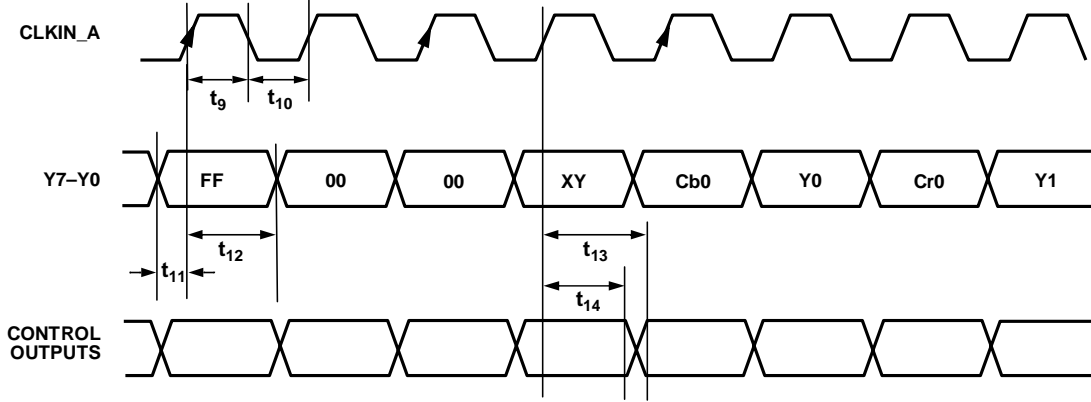 CLKIN_A
t9
t10
Y7–Y0
FF
00
00
XY
Cb0
Y0
Cr0
Y1
t12
t13
t11
t14
CONTROL
OUTPUTS